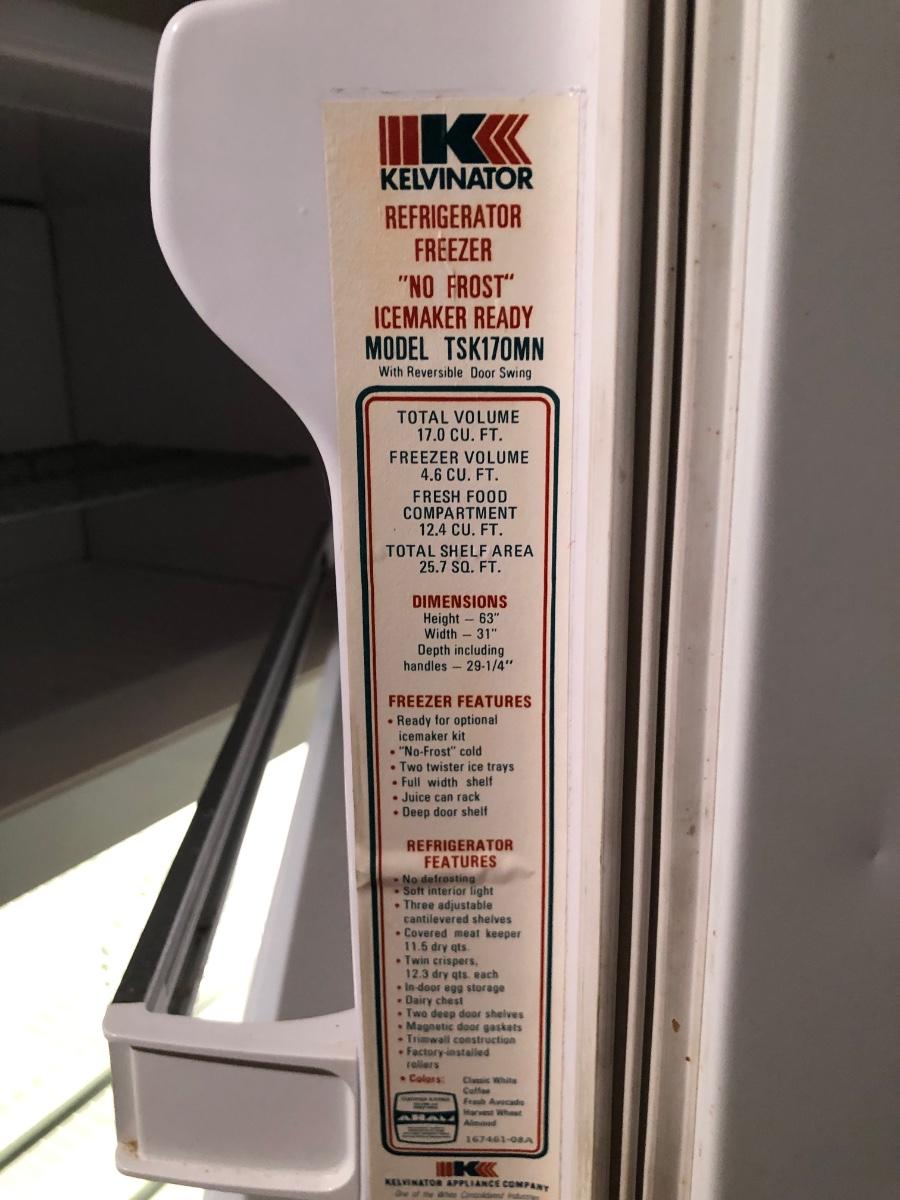 KELVINATOR
REFRIGERATOR
FREEZER
"NO FROST"
ICEMAKER READY
MODEL TSK170MN
With Reversible Door Swing
TOTAL VOLUME
17.0 CU. FT.
FREEZER VOLUME
4.6 CU. FT.
FRESH FOOD
COMPARTMENT
12.4 CU. FT.
TOTAL SHELF AREA
25.7 SQ. FT.
DIMENSIONS
Height – 63"
Width – 31"
Depth including
handles – 29-1/4"
FREEZER FEATURES
• Ready for optional
icemaker kit
• "No-Frost" cold
• Two twister ice trays
• Full width shelf
• Juice can rack
• Deep door shelf
REFRIGERATOR
FEATURES
• No defrosting
• Soft interior light
• Three adjustable
cantilevered shelves
• Covered meat keeper
11.5 dry qts.
• Twin crispers,
12.3 dry qts. each
• In-door egg storage
• Dairy chest
• Two deep door shelves
• Magnetic door gaskets
• Trimwall construction
• Factory-installed
rollers
• Colors: Classic White
Coffee
Fresh Avocado
Harvest Wheat
Almond
167461-08A
KELVINATOR APPLIANCE COMPANY
One of the White Consolidated Industries